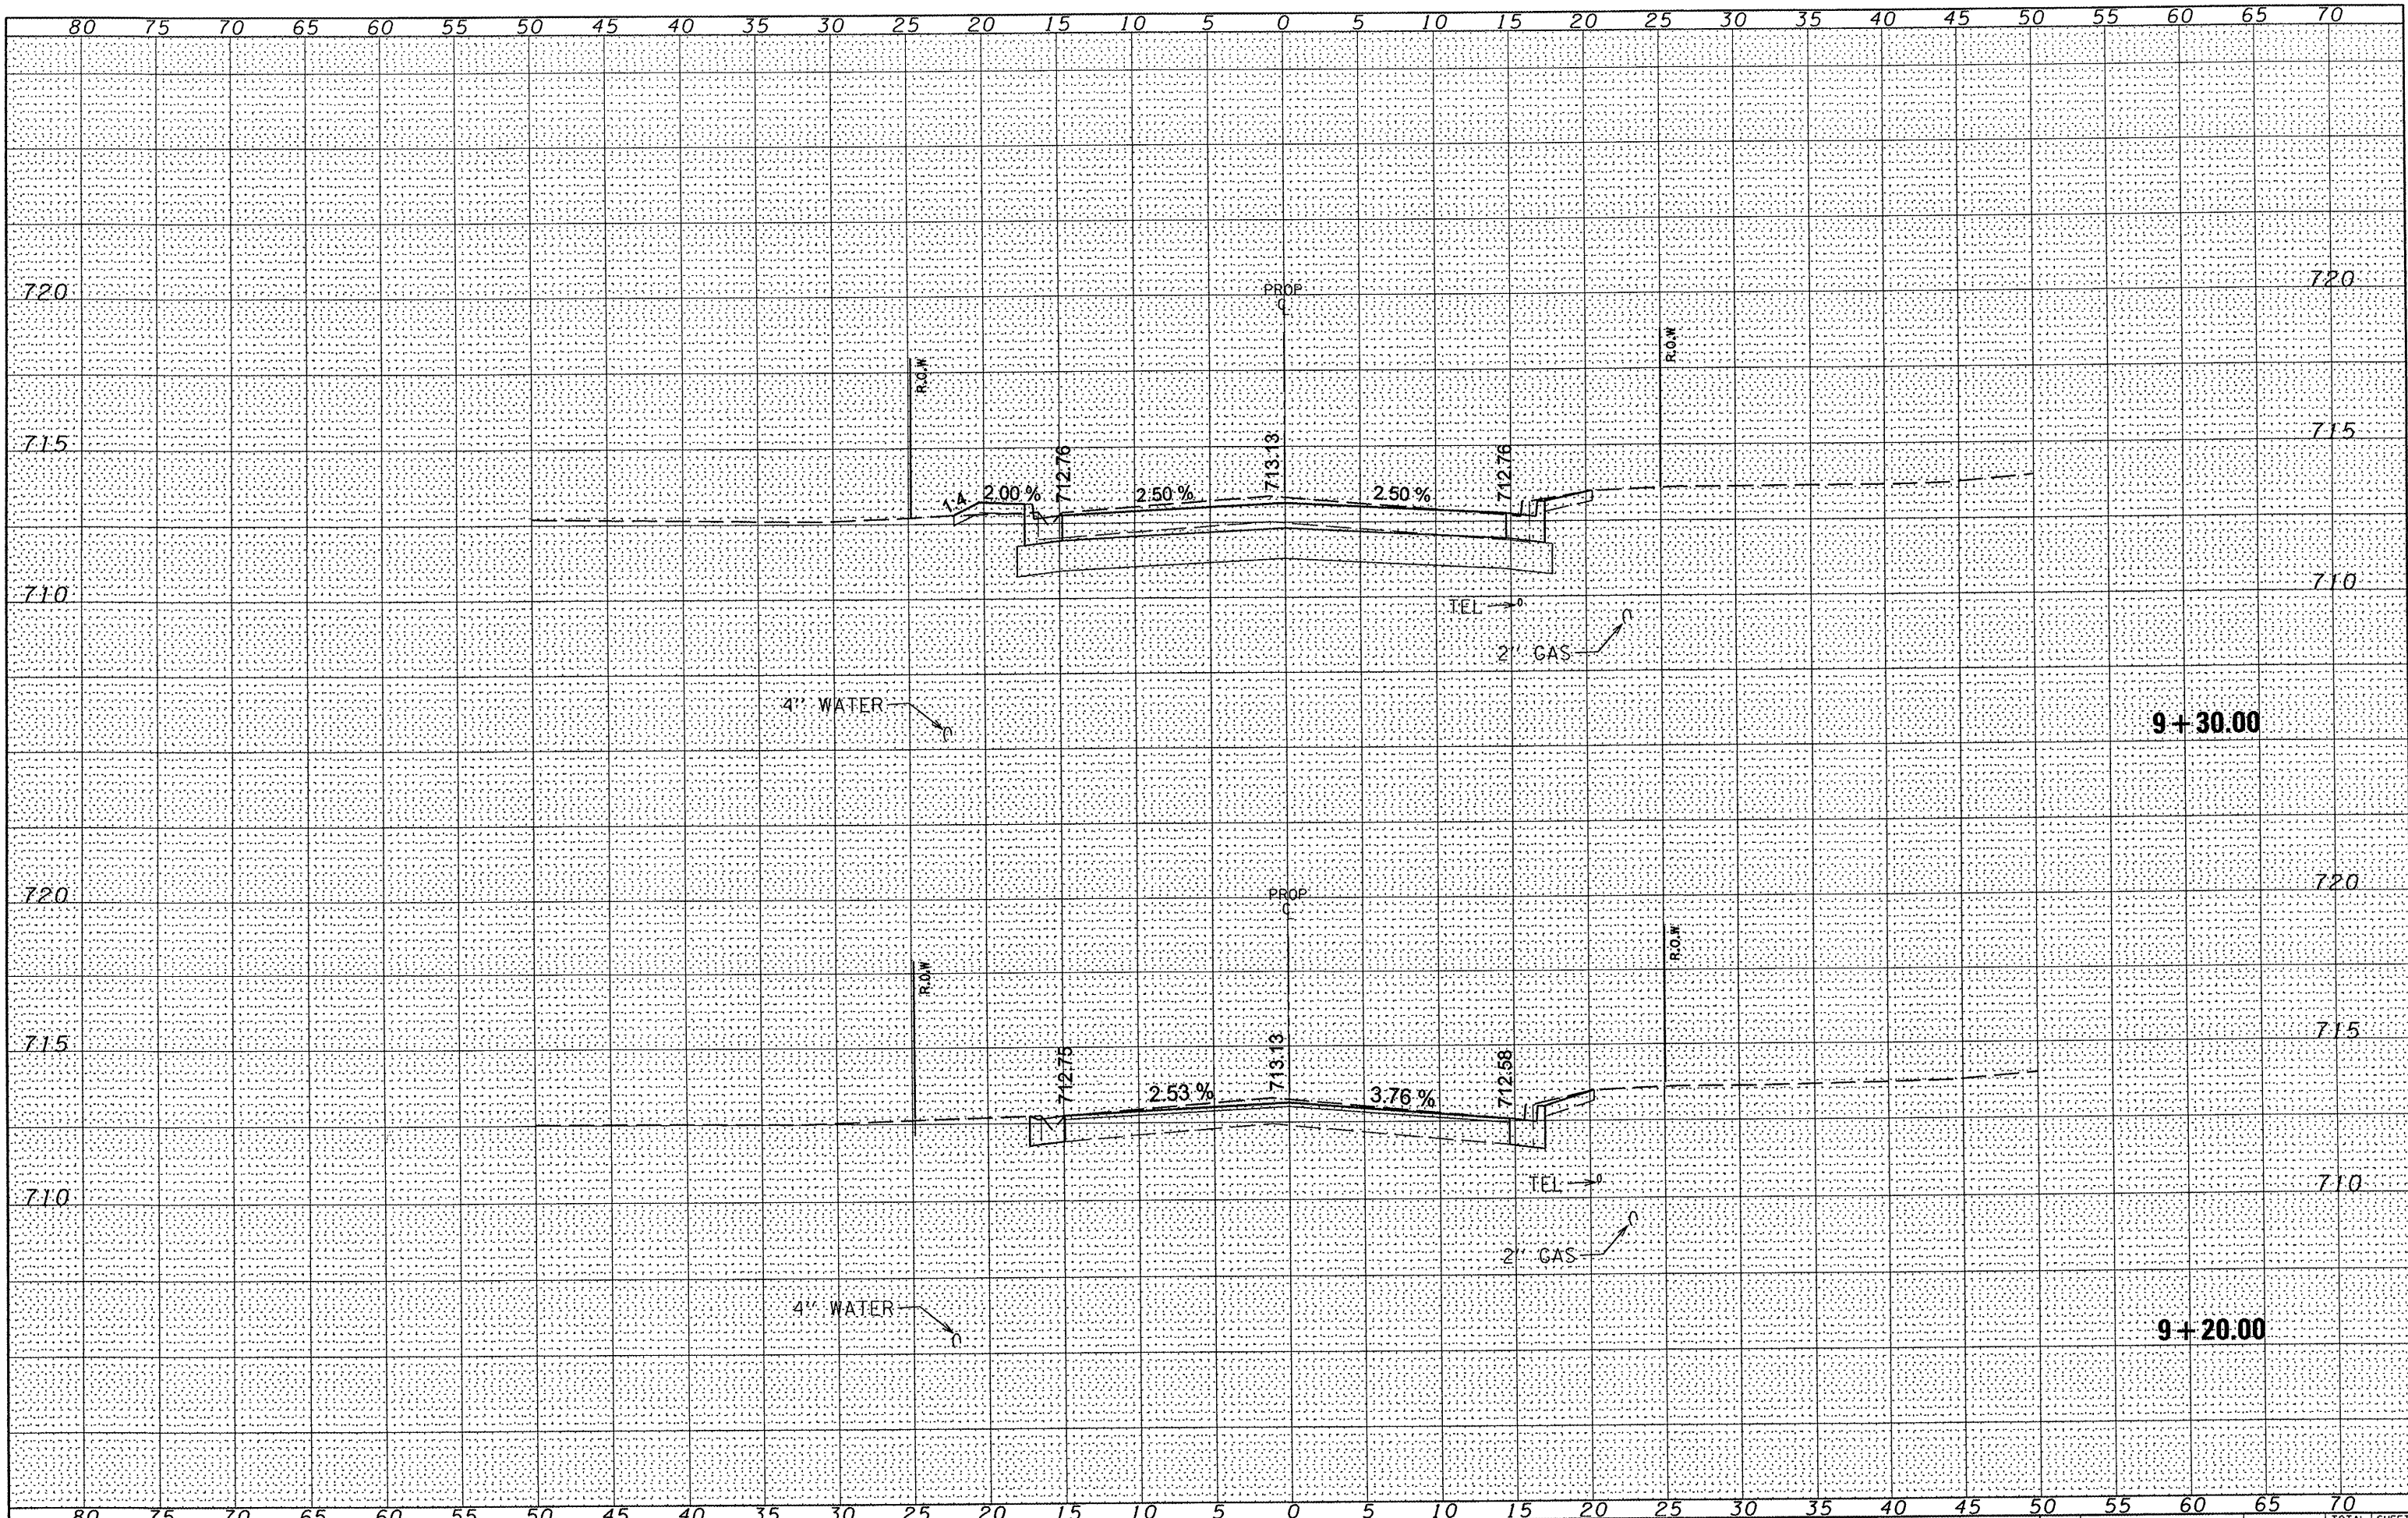 80 75 70 65 60 55 50 45 40 35 30 25 20 15 10 5 0 5 10 15 20 25 30 35 40 45 50 55 60 65 70
720 PROP 720
R.O.W
R.O.W
715 715
1:4 2.00 % 712.76 2.50 % 713.13 2.50 % 712.76
710 710
TEL
2" GAS
4" WATER
9+30.00
720 PROP 720
R.O.W
R.O.W
715 715
712.75 2.53 % 713.13 3.76 % 712.58
710 TEL 710
2" GAS
4" WATER
9+20.00
80 75 70 65 60 55 50 45 40 35 30 25 20 15 10 5 0 5 10 15 20 25 30 35 40 45 50 55 60 65 70